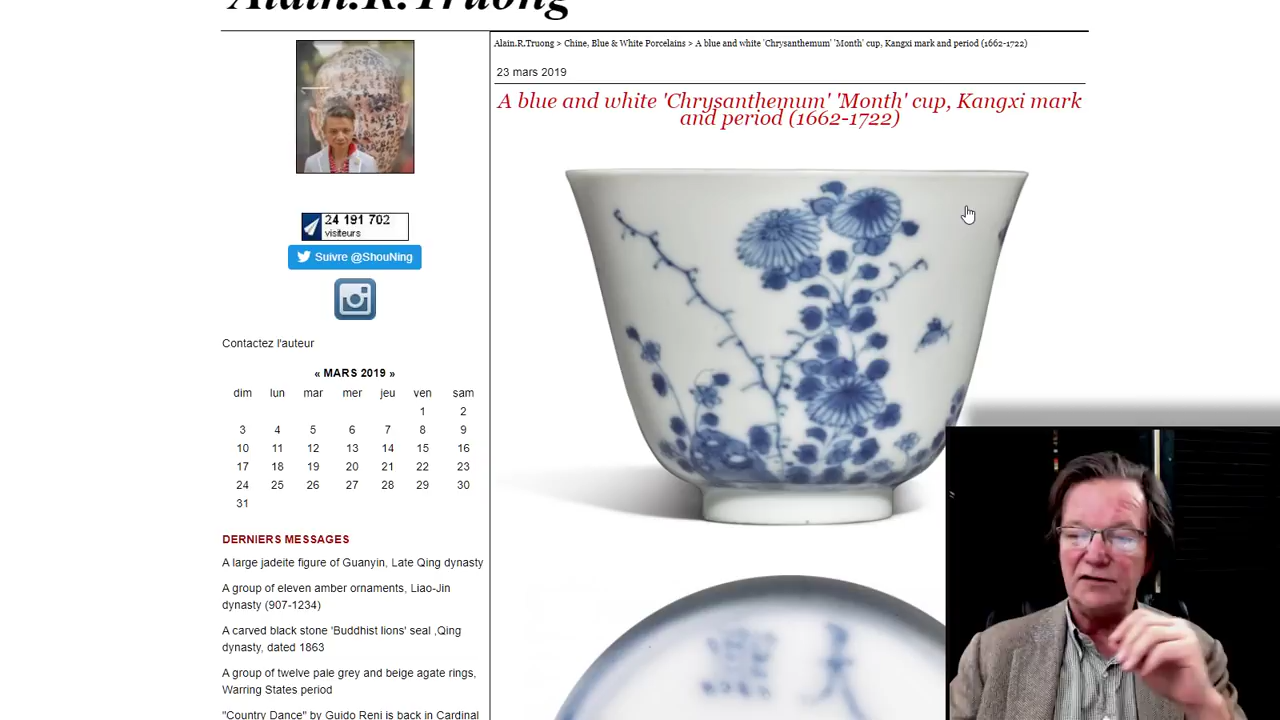 Alain.R.Truong
Alain.R.Truong > Chine, Blue & White Porcelains > A blue and white 'Chrysanthemum' 'Month' cup, Kangxi mark and period (1662-1722)
23 mars 2019
A blue and white 'Chrysanthemum' 'Month' cup, Kangxi mark
and period (1662-1722)
24 191 702
visiteurs
Suivre @ShouNing
Contactez l'auteur
« MARS 2019 »
dim lun mar mer jeu ven sam
1 2
3 4 5 6 7 8 9
10 11 12 13 14 15 16
17 18 19 20 21 22 23
24 25 26 27 28 29 30
31
DERNIERS MESSAGES
A large jadeite figure of Guanyin, Late Qing dynasty
A group of eleven amber ornaments, Liao-Jin
dynasty (907-1234)
A carved black stone 'Buddhist lions' seal ,Qing
dynasty, dated 1863
A group of twelve pale grey and beige agate rings,
Warring States period
"Country Dance" by Guido Reni is back in Cardinal
大